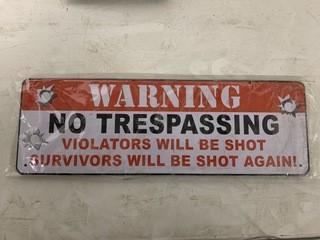 WARNING
NO TRESPASSING
VIOLATORS WILL BE SHOT
SURVIVORS WILL BE SHOT AGAIN!